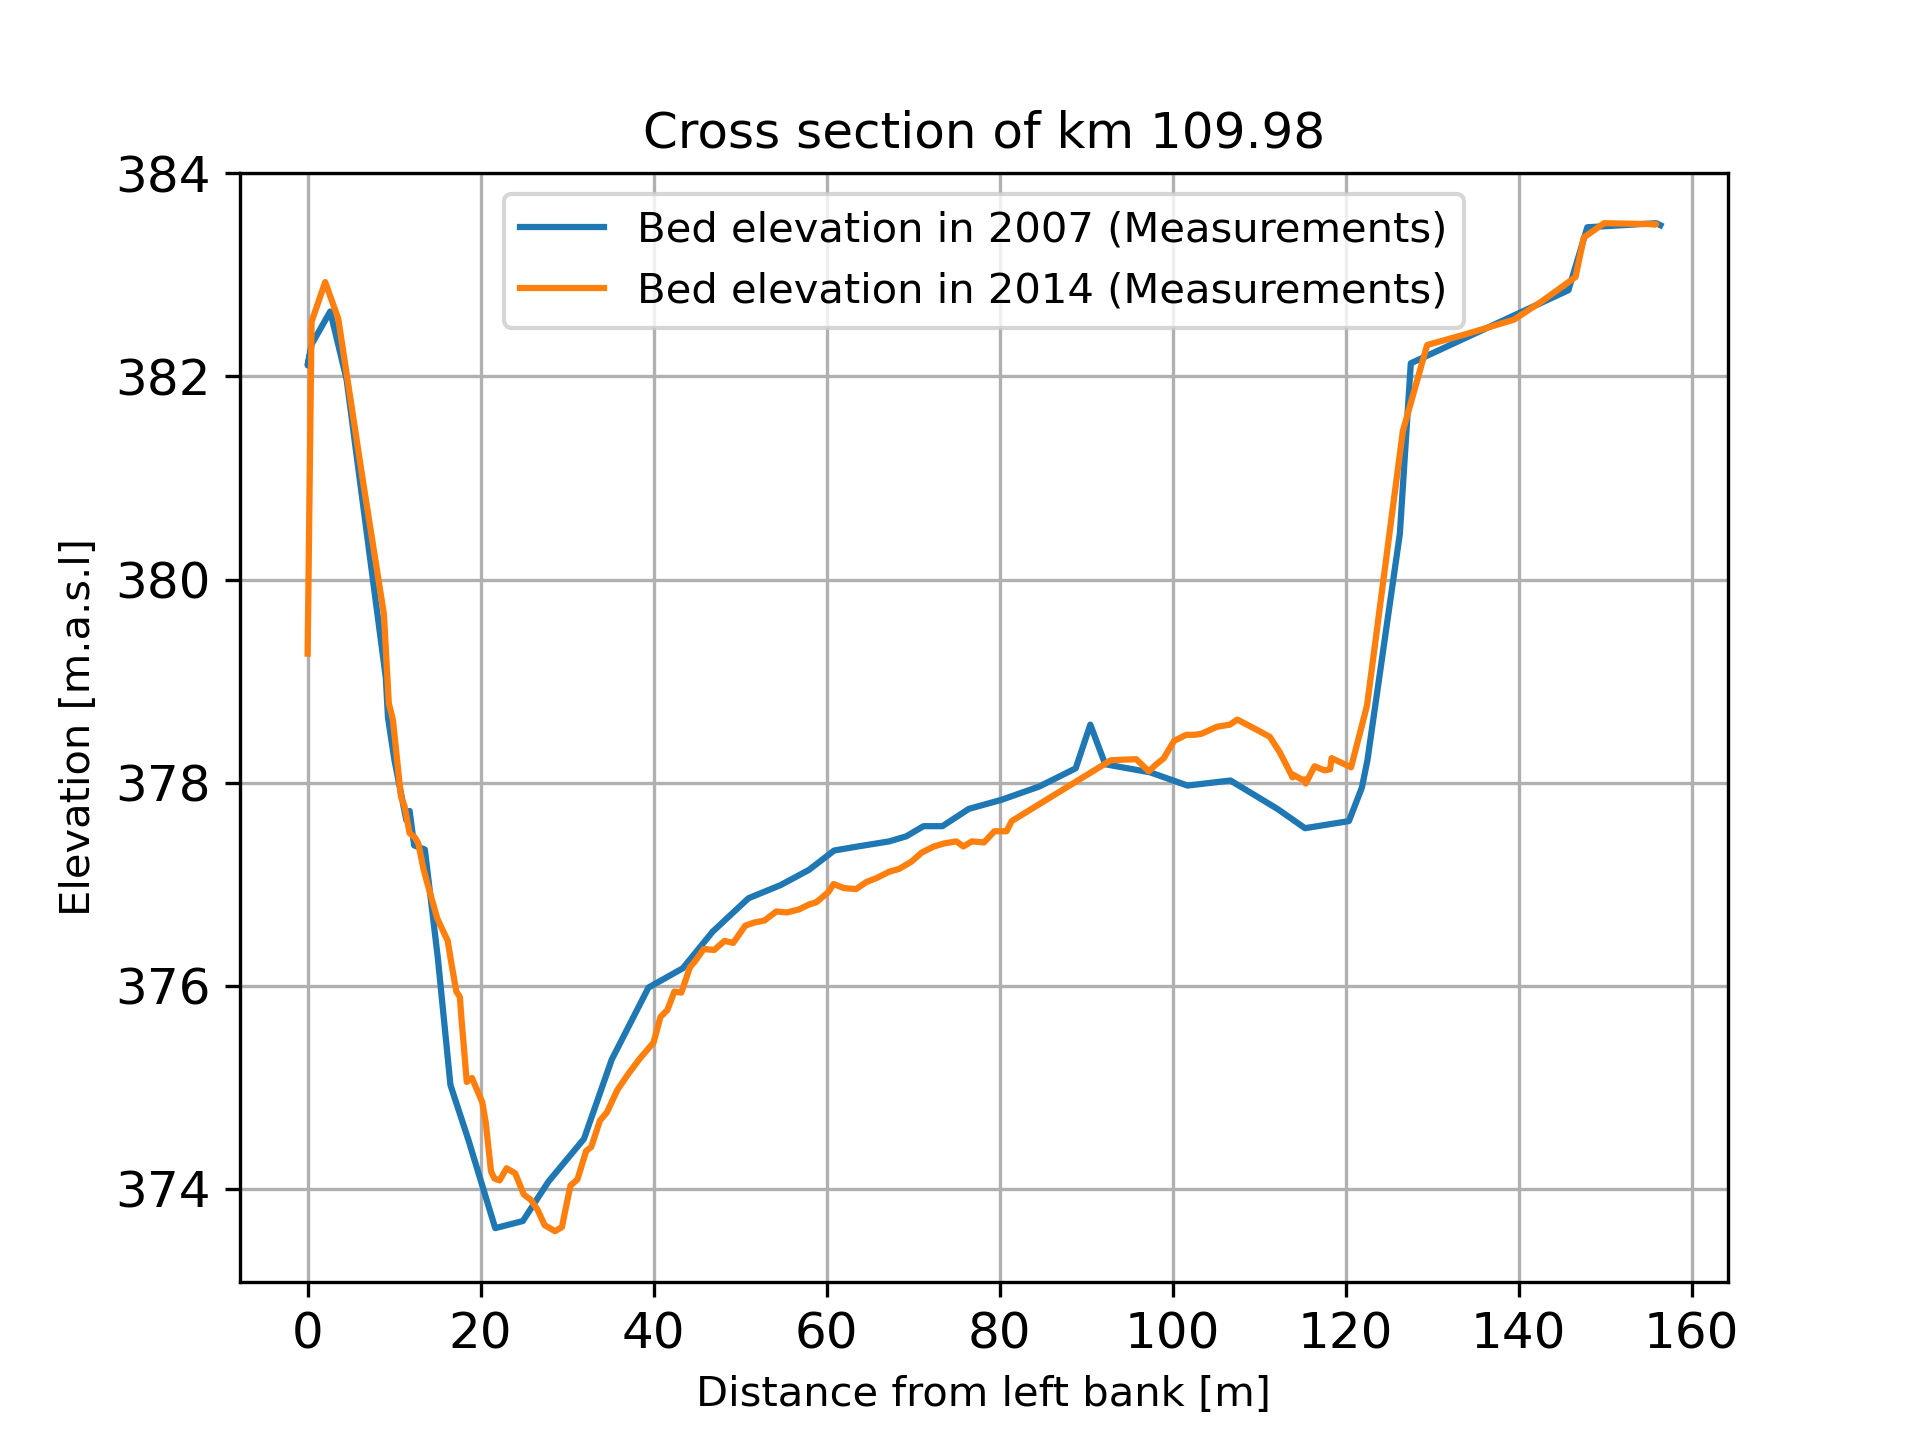 Cross section of km 109.98
Bed elevation in 2007 (Measurements)
Bed elevation in 2014 (Measurements)
Elevation [m.a.s.l]
384
382
380
378
376
374
0 20 40 60 80 100 120 140 160
Distance from left bank [m]